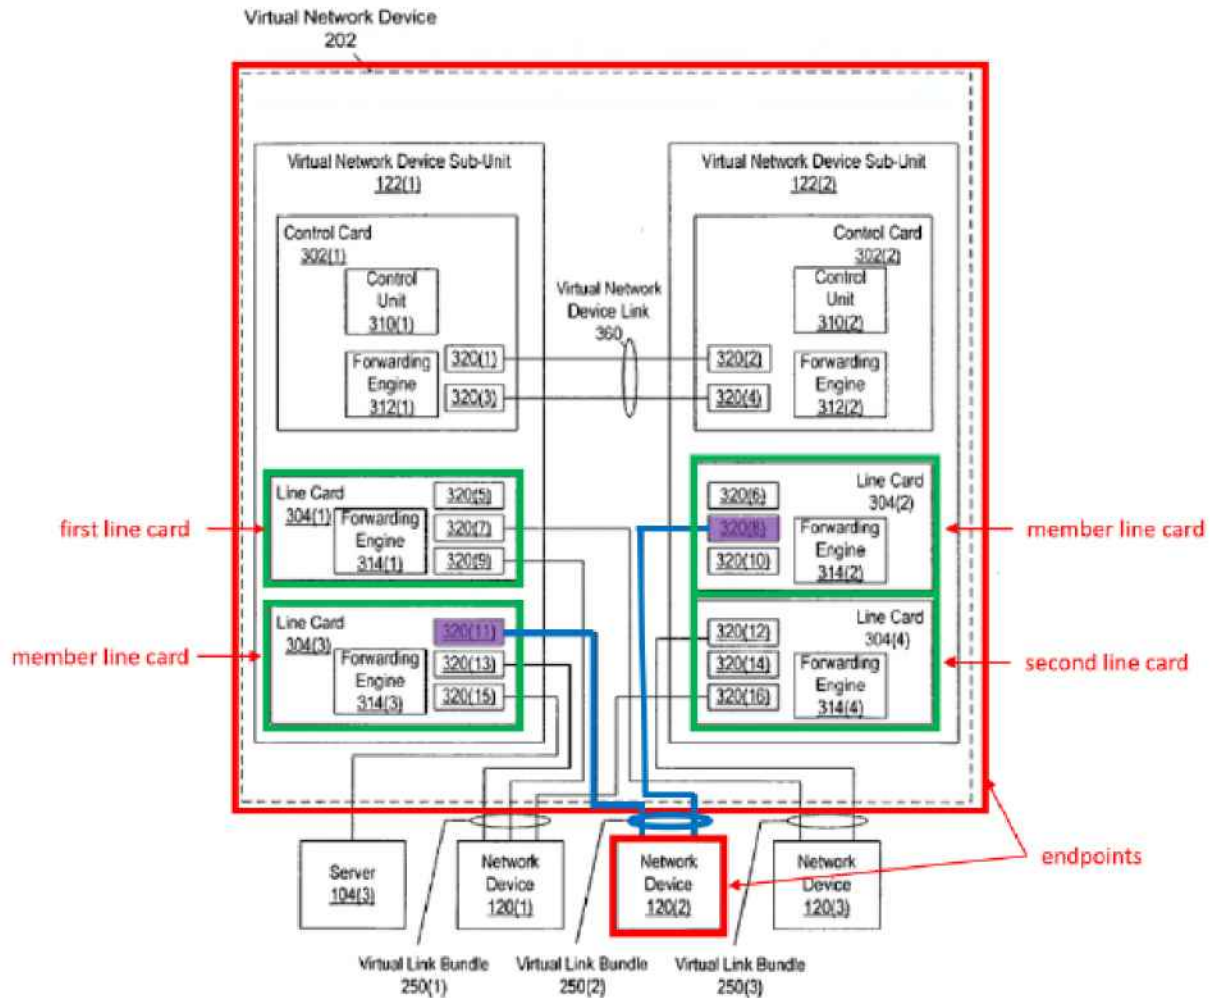 Virtual Network Device
202
Virtual Network Device Sub-Unit
122(1)
Control Card
302(1)
Control
Unit
310(1)
Forwarding
Engine
312(1)
320(1)
320(3)
Virtual Network
Device Link
360
Virtual Network Device Sub-Unit
122(2)
Control Card
302(2)
Control
Unit
310(2)
320(2)
320(4)
Forwarding
Engine
312(2)
first line card
Line Card
304(1)
Forwarding
Engine
314(1)
320(5)
320(7)
320(9)
320(6)
320(8)
320(10)
Line Card
304(2)
Forwarding
Engine
314(2)
member line card
member line card
Line Card
304(3)
Forwarding
Engine
314(3)
320(11)
320(13)
320(15)
320(12)
320(14)
320(16)
Line Card
304(4)
Forwarding
Engine
314(4)
second line card
endpoints
Server
104(3)
Network
Device
120(1)
Network
Device
120(2)
Network
Device
120(3)
Virtual Link Bundle
250(1)
Virtual Link Bundle
250(2)
Virtual Link Bundle
250(3)